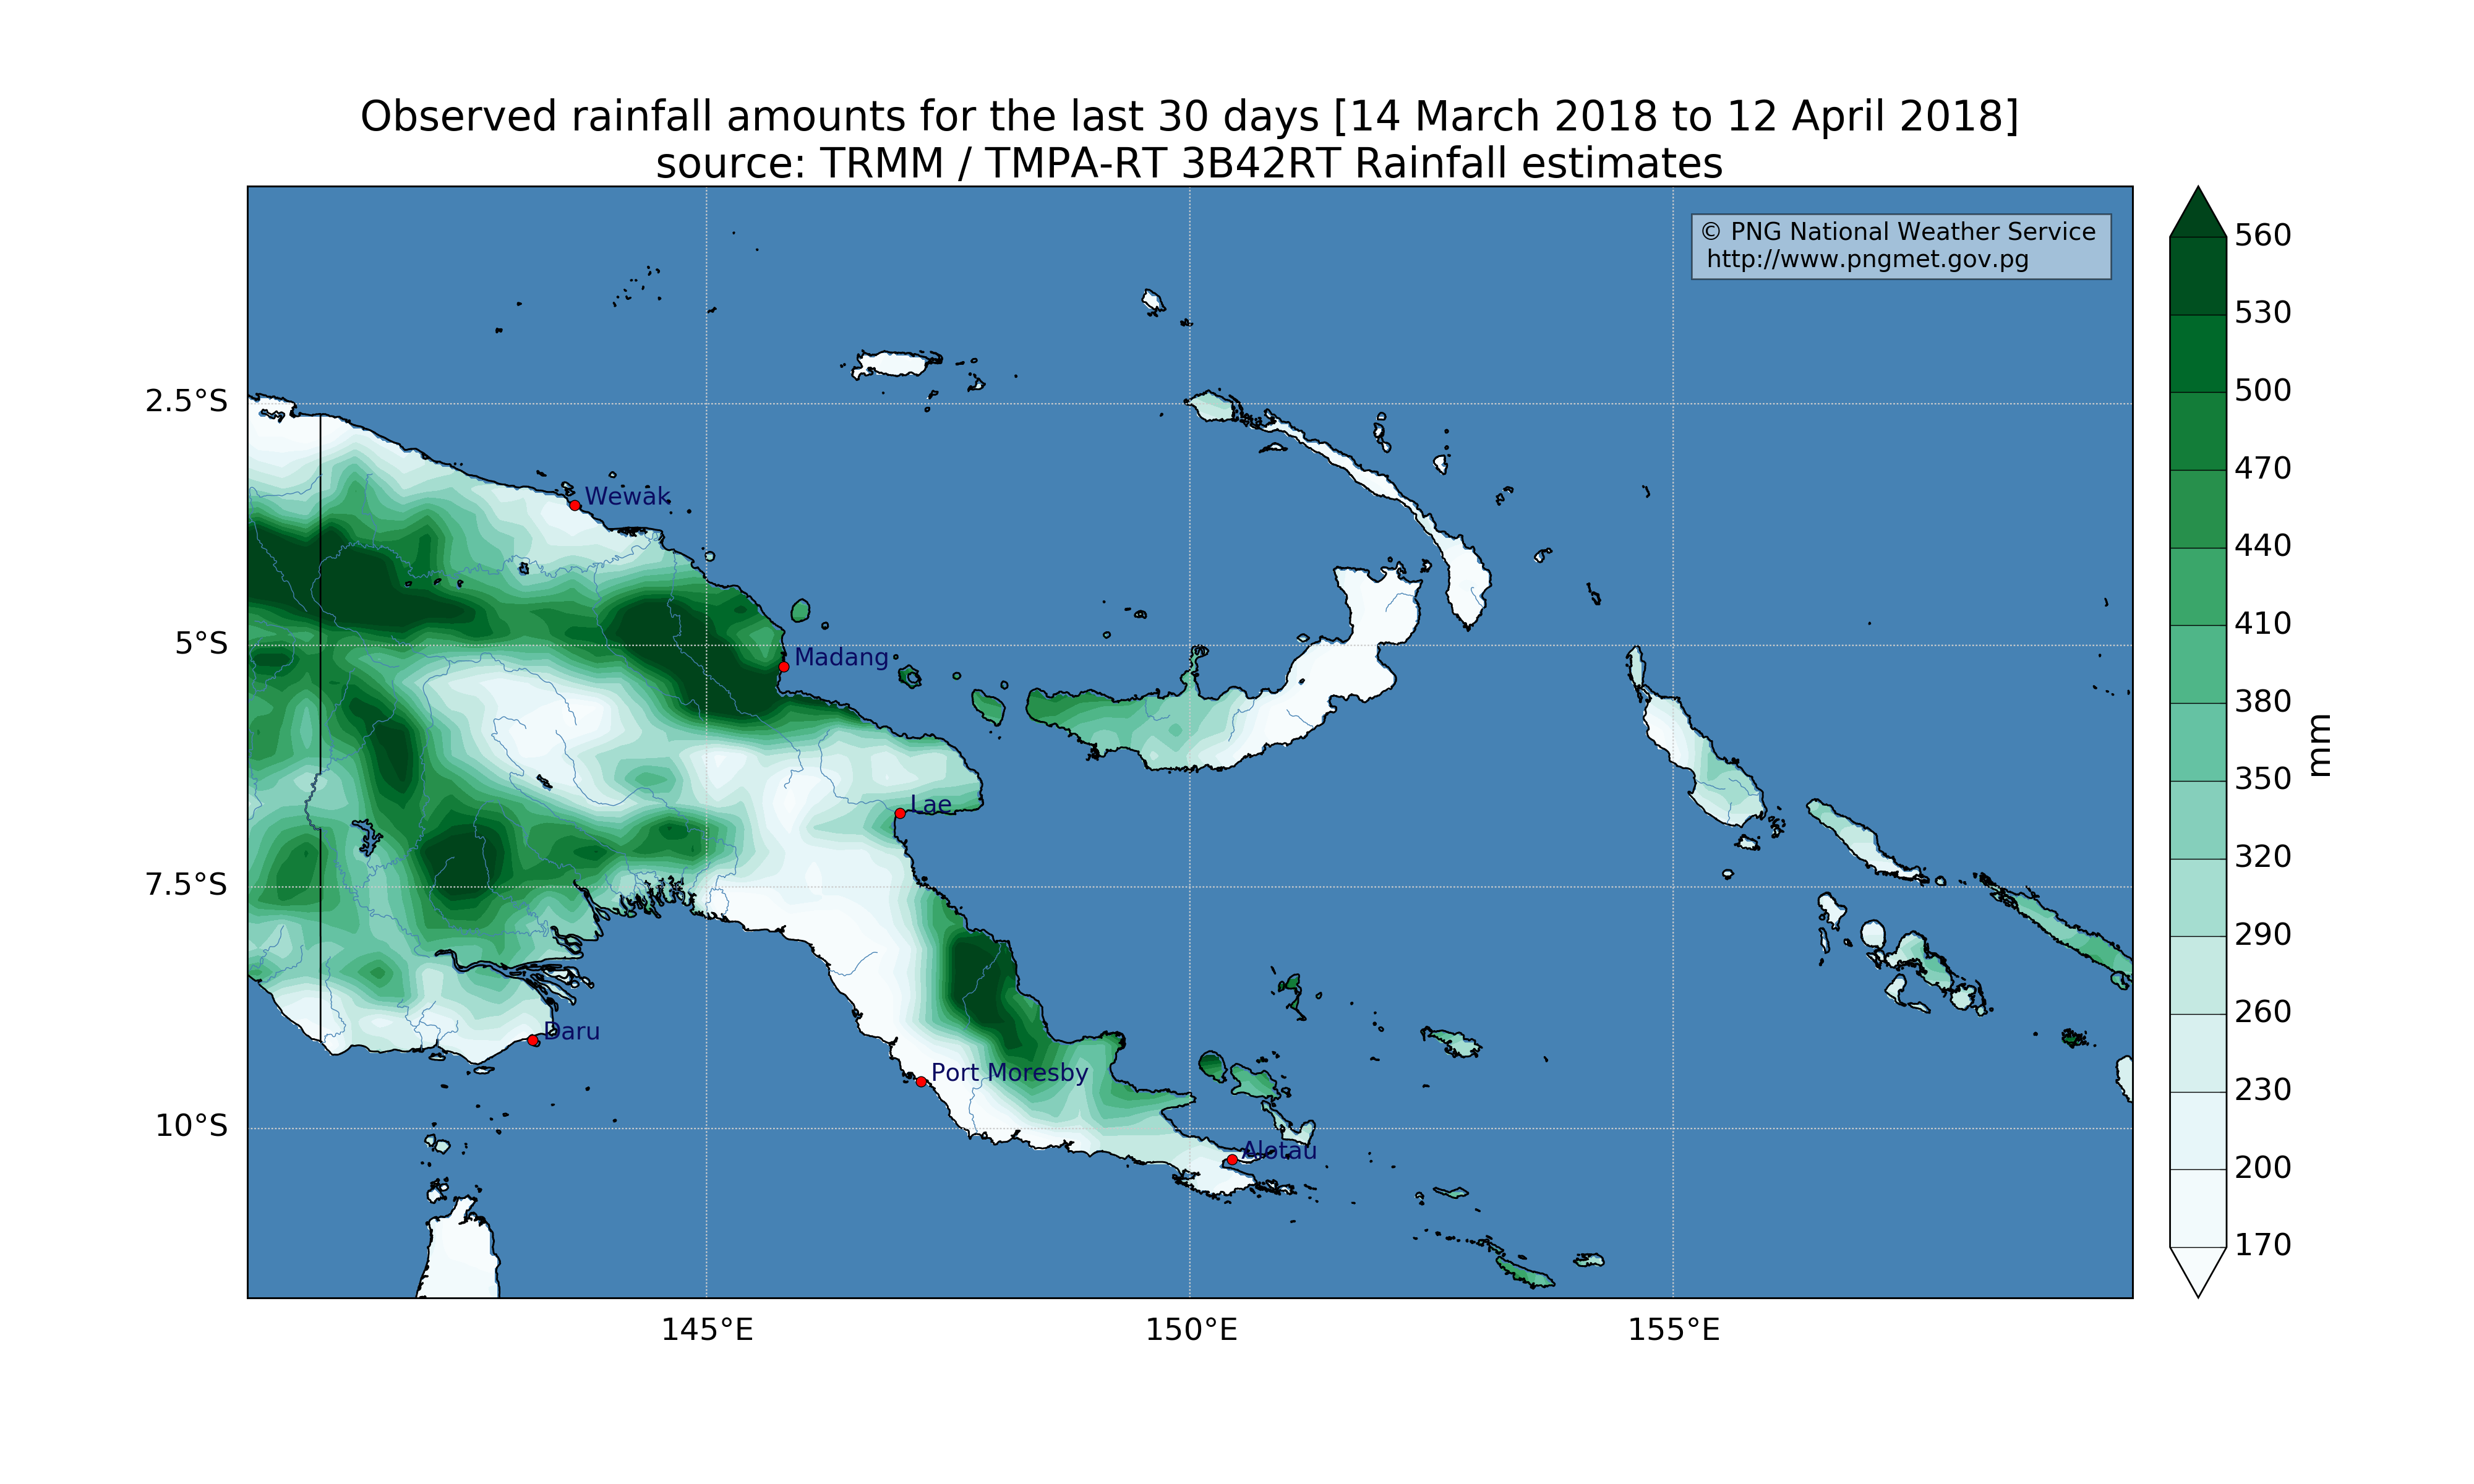 Observed rainfall amounts for the last 30 days [14 March 2018 to 12 April 2018]
source: TRMM / TMPA-RT 3B42RT Rainfall estimates
© PNG National Weather Service
http://www.pngmet.gov.pg
2.5°S
5°S
7.5°S
10°S
Wewak
Madang
Lae
Daru
Port Moresby
Alotau
145°E
150°E
155°E
560
530
500
470
440
410
380
350
320
290
260
230
200
170
mm